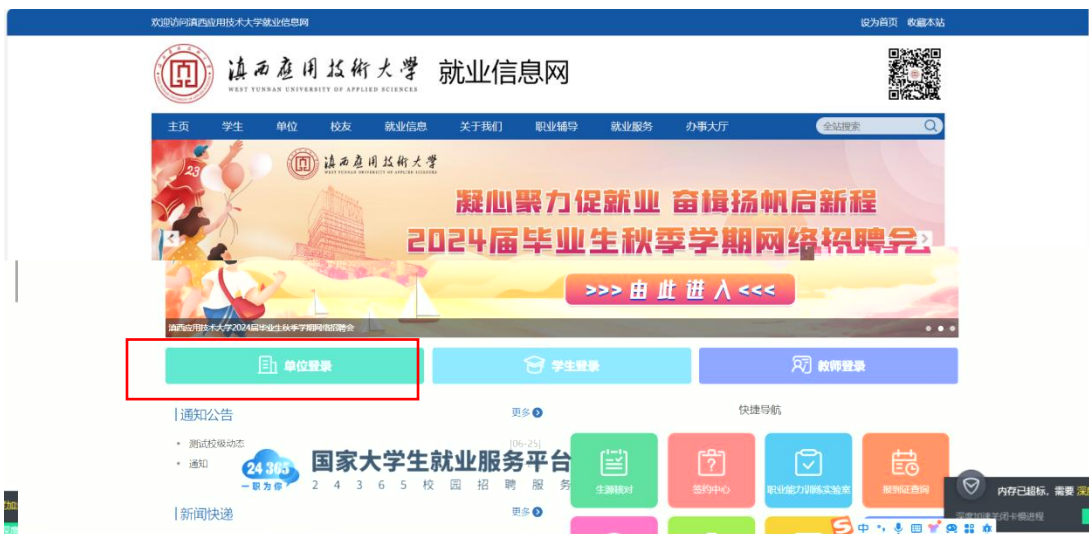 欢迎访问滇西应用技术大学就业信息网
设为首页 收藏本站
滇西应用技术大学 就业信息网
WEST YUNNAN UNIVERSITY OF APPLIED SCIENCES
主页 学生 单位 校友 就业信息 关于我们 职业辅导 就业服务 办事大厅 全站搜索
23
滇西应用技术大学
WEST YUNNAN UNIVERSITY OF APPLIED SCIENCES
凝心聚力促就业 奋楫扬帆启新程
2024届毕业生秋季学期网络招聘会
>>> 由此进入 <<<
滇西应用技术大学2024届毕业生秋季学期网络招聘会
单位登录 学生登录 教师登录
通知公告 更多 快捷导航
测试校级动态 [06-25]
通知
24365
一职为你
国家大学生就业服务平台
24365校园招聘服务
生源核对 签约中心 职业能力训练实验室 报到证查询
新闻快递 更多
内存已超标，需要
深度加速关闭卡慢进程
中